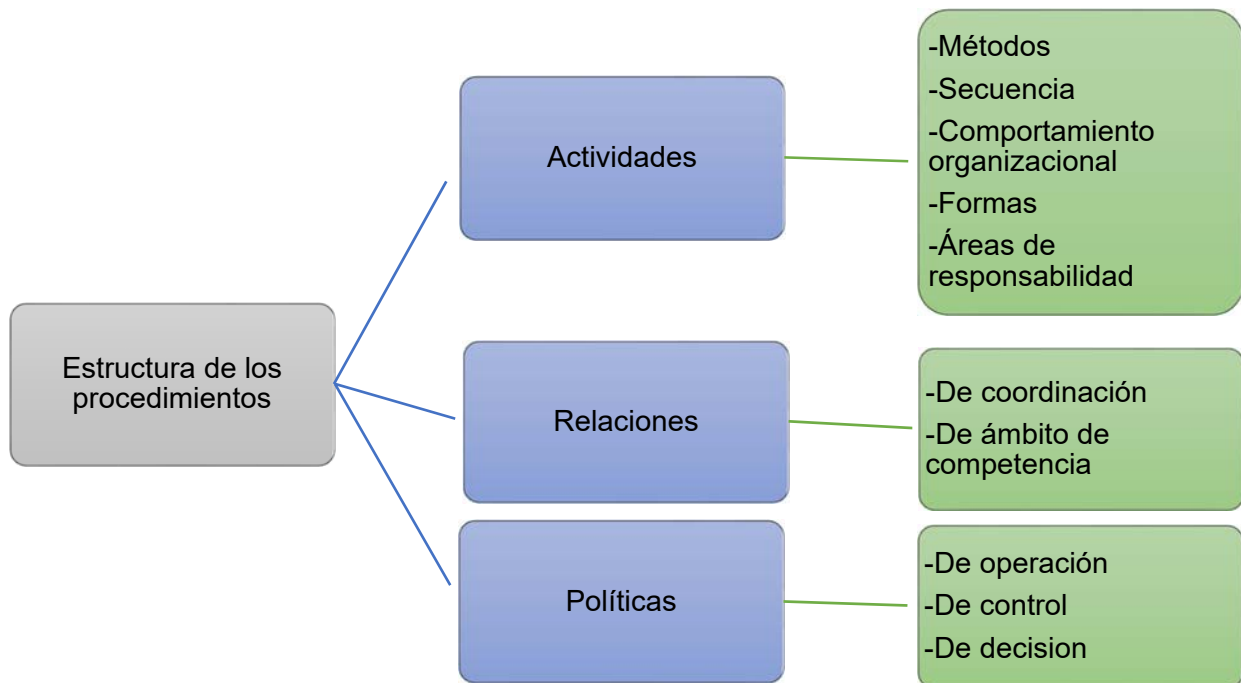 Estructura de los
procedimientos
Actividades
-Métodos
-Secuencia
-Comportamiento
organizacional
-Formas
-Áreas de
responsabilidad
Relaciones
-De coordinación
-De ámbito de
competencia
Políticas
-De operación
-De control
-De decision